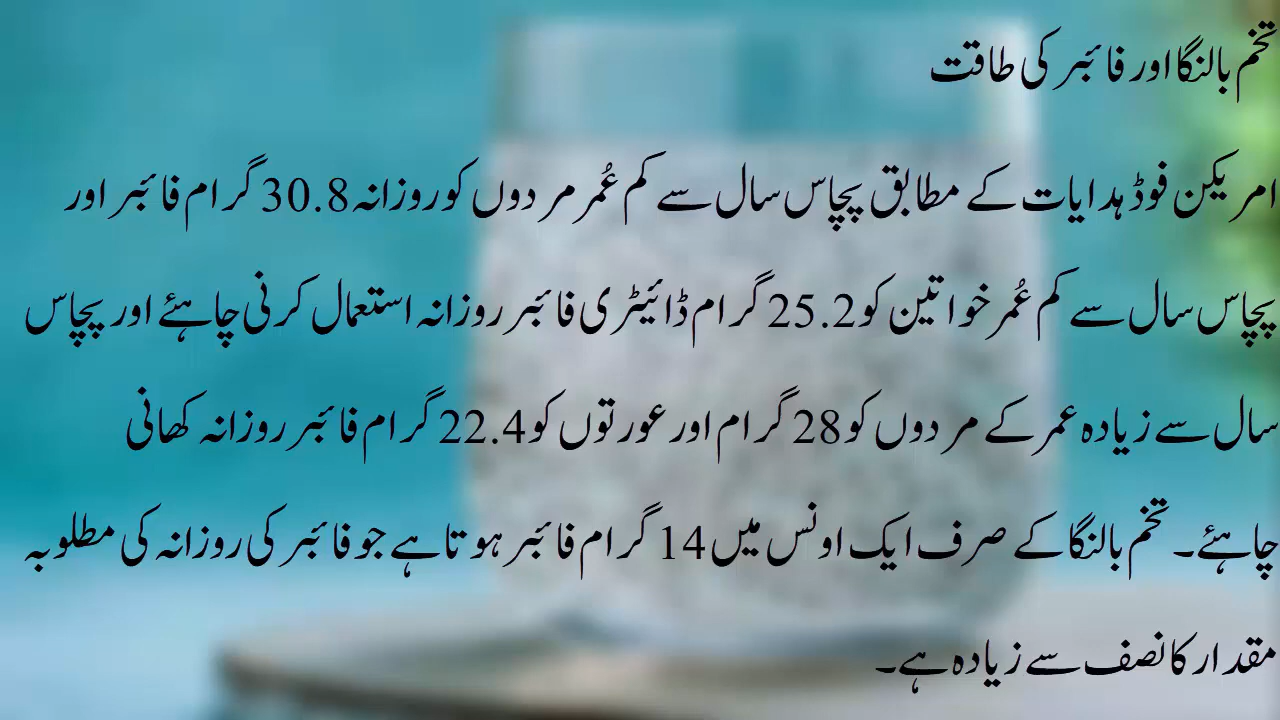 تخم بالنگا اور فائبر کی طاقت
امریکن فوڈ ہدایات کے مطابق پچاس سال سے کم عُمر مردوں کو روزانہ 30.8 گرام فائبر اور
پچاس سال سے کم عُمر خواتین کو 25.2 گرام ڈائیٹری فائبر روزانہ استعمال کرنی چاہئے اور پچاس
سال سے زیادہ عمر کے مردوں کو 28 گرام اور عورتوں کو 22.4 گرام فائبر روزانہ کھانی
چاہئے۔ تخم بالنگا کے صرف ایک اونس میں 14 گرام فائبر ہوتا ہے جو فائبر کی روزانہ کی مطلوبہ
مقدار کا نصف سے زیادہ ہے۔